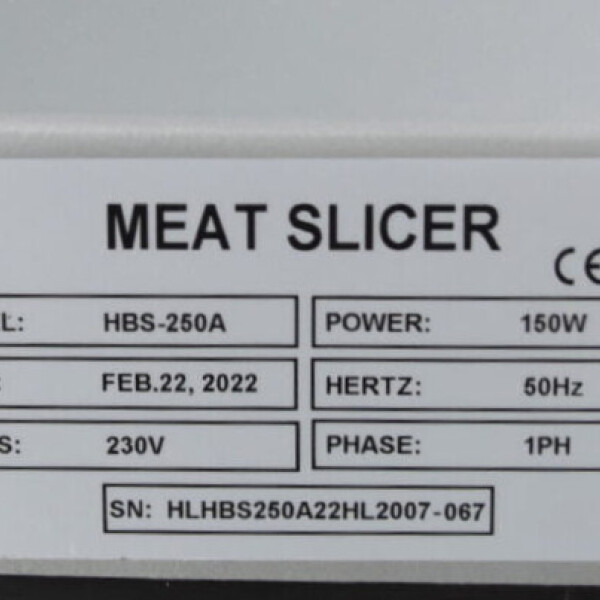 MEAT SLICER
CE
L: HBS-250A POWER: 150W
: FEB.22, 2022 HERTZ: 50Hz
S: 230V PHASE: 1PH
SN: HLHBS250A22HL2007-067